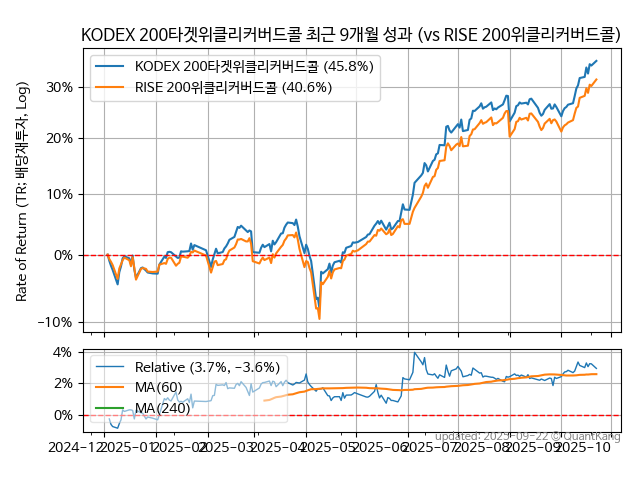 KODEX 200타겟위클리커버드콜 최근 9개월 성과 (vs RISE 200위클리커버드콜)
Rate of Return (TR: 배당재투자, Log)
KODEX 200타겟위클리커버드콜 (45.8%)
RISE 200위클리커버드콜 (40.6%)
30%
20%
10%
0%
−10%
4%
2%
0%
Relative (3.7%, −3.6%)
MA(60)
MA(240)
updated: 2025-09-22 © QuantKang
2024-12 2025-01 2025-02 2025-03 2025-04 2025-05 2025-06 2025-07 2025-08 2025-09 2025-10